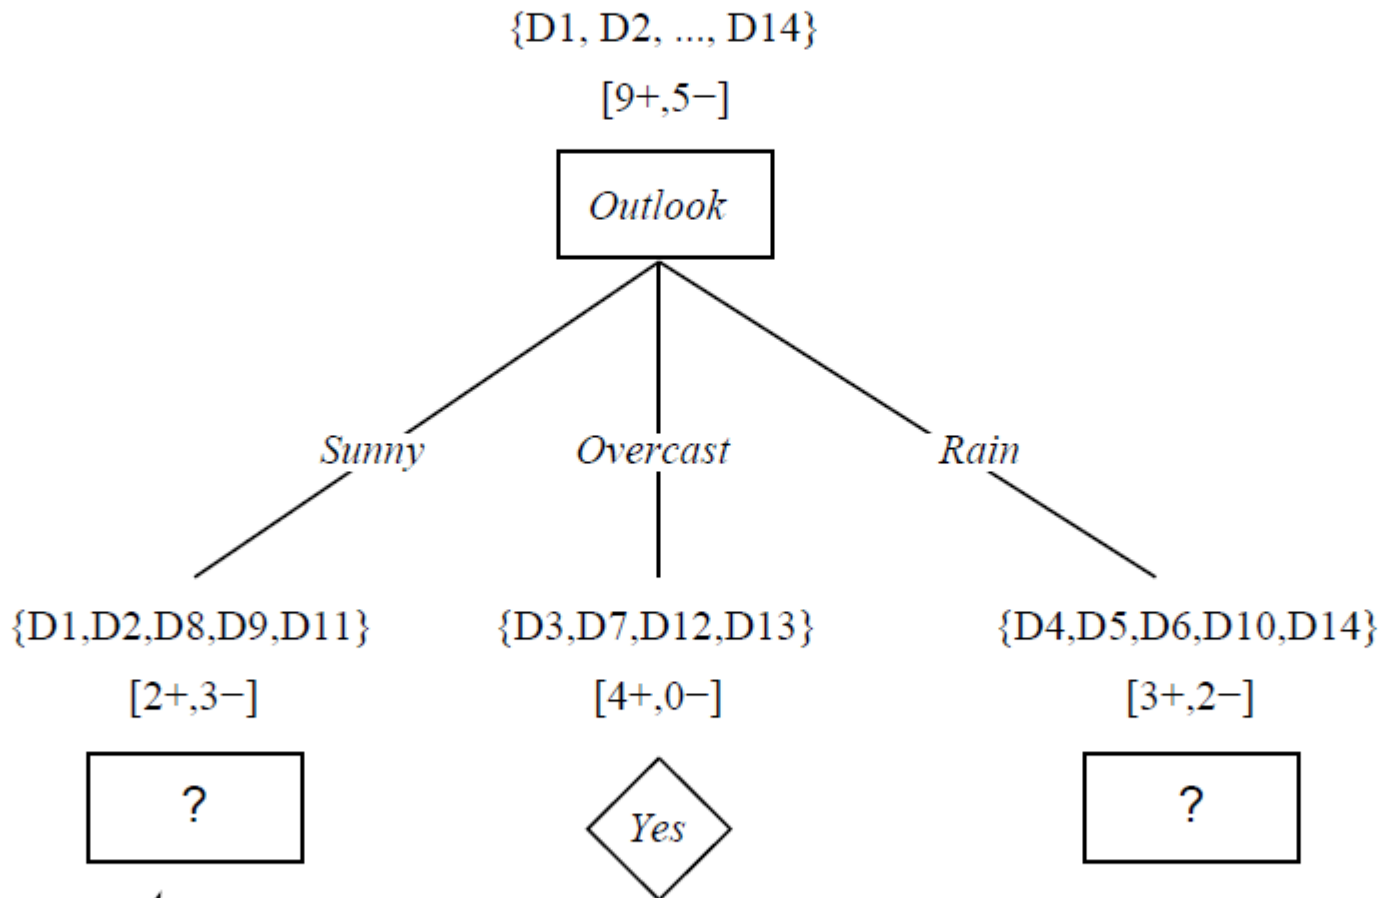 {D1, D2, ..., D14}
[9+,5−]
Outlook
Sunny Overcast Rain
{D1,D2,D8,D9,D11} {D3,D7,D12,D13} {D4,D5,D6,D10,D14}
[2+,3−] [4+,0−] [3+,2−]
? Yes ?